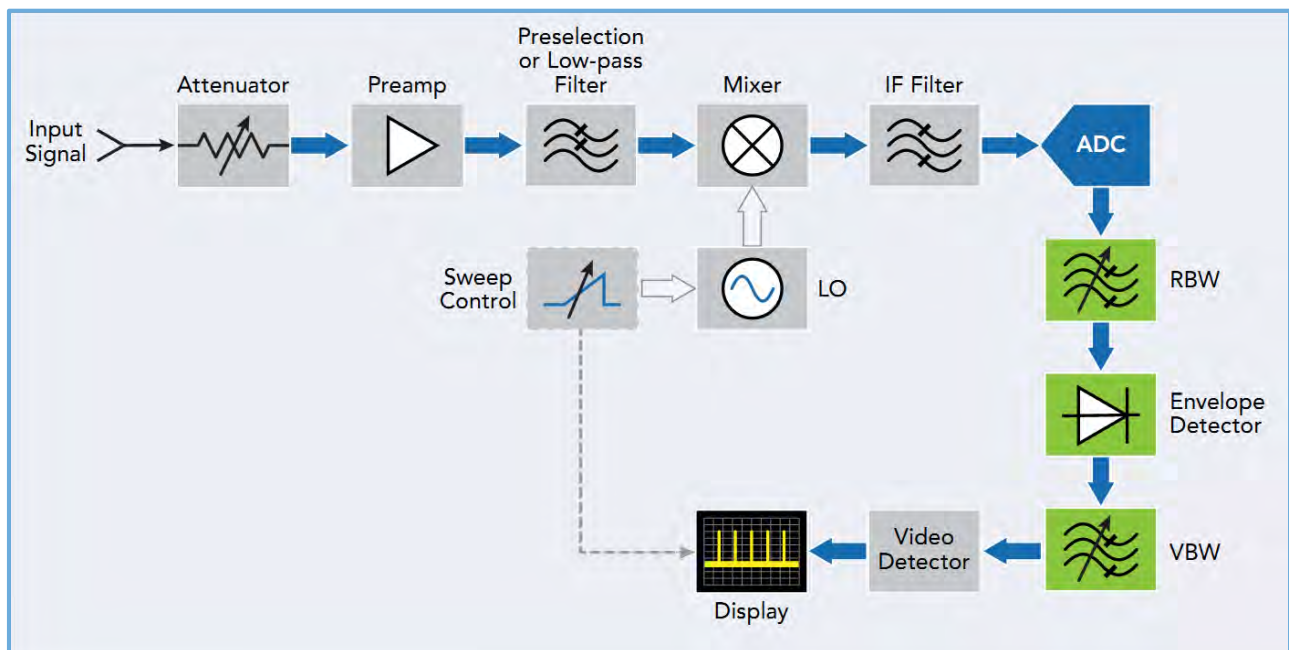 Input
Signal
Attenuator
Preamp
Preselection
or Low-pass
Filter
Mixer
IF Filter
ADC
Sweep
Control
LO
RBW
Envelope
Detector
VBW
Video
Detector
Display